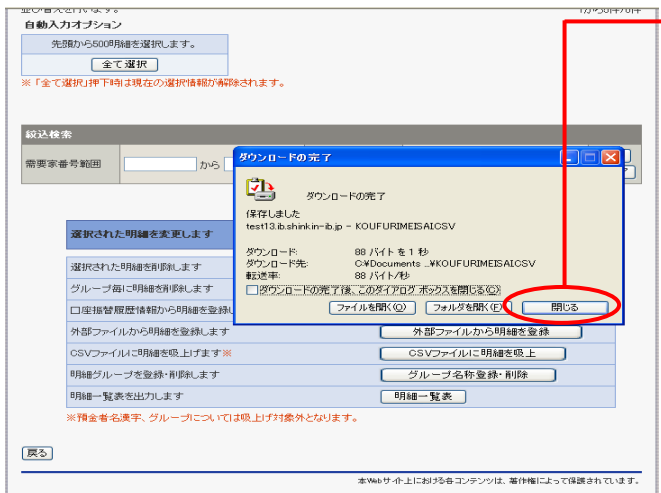 自動入力オプション
先頭から500明細を選択します。
全て選択
※「全て選択」押下時は現在の選択情報が解除されます。
絞込検索
需要家番号範囲
から
ダウンロードの完了
ダウンロードの完了
保存しました
test13.ib.shinkin-ib.jp - KOUFURIMEISAI.CSV
ダウンロード:
88 バイト を 1 秒
ダウンロード先:
C:¥Documents ...¥KOUFURIMEISAI.CSV
転送率:
88 バイト/秒
ダウンロードの完了後、このダイアログ ボックスを閉じる(C)
ファイルを開く(O)
フォルダを開く(F)
閉じる
選択された明細を変更します
選択された明細を削除します
グループ毎に明細を削除します
口座振替履歴情報から明細を登録
外部ファイルから明細を登録します
外部ファイルから明細を登録
CSVファイルに明細を吸上げます※
CSVファイルに明細を吸上
明細グループを登録・削除します
グループ名称登録・削除
明細一覧表を出力します
明細一覧表
※預金者名漢字、グループについては吸上げ対象外となります。
戻る
本Webサイト上における各コンテンツは、著作権によって保護されています。